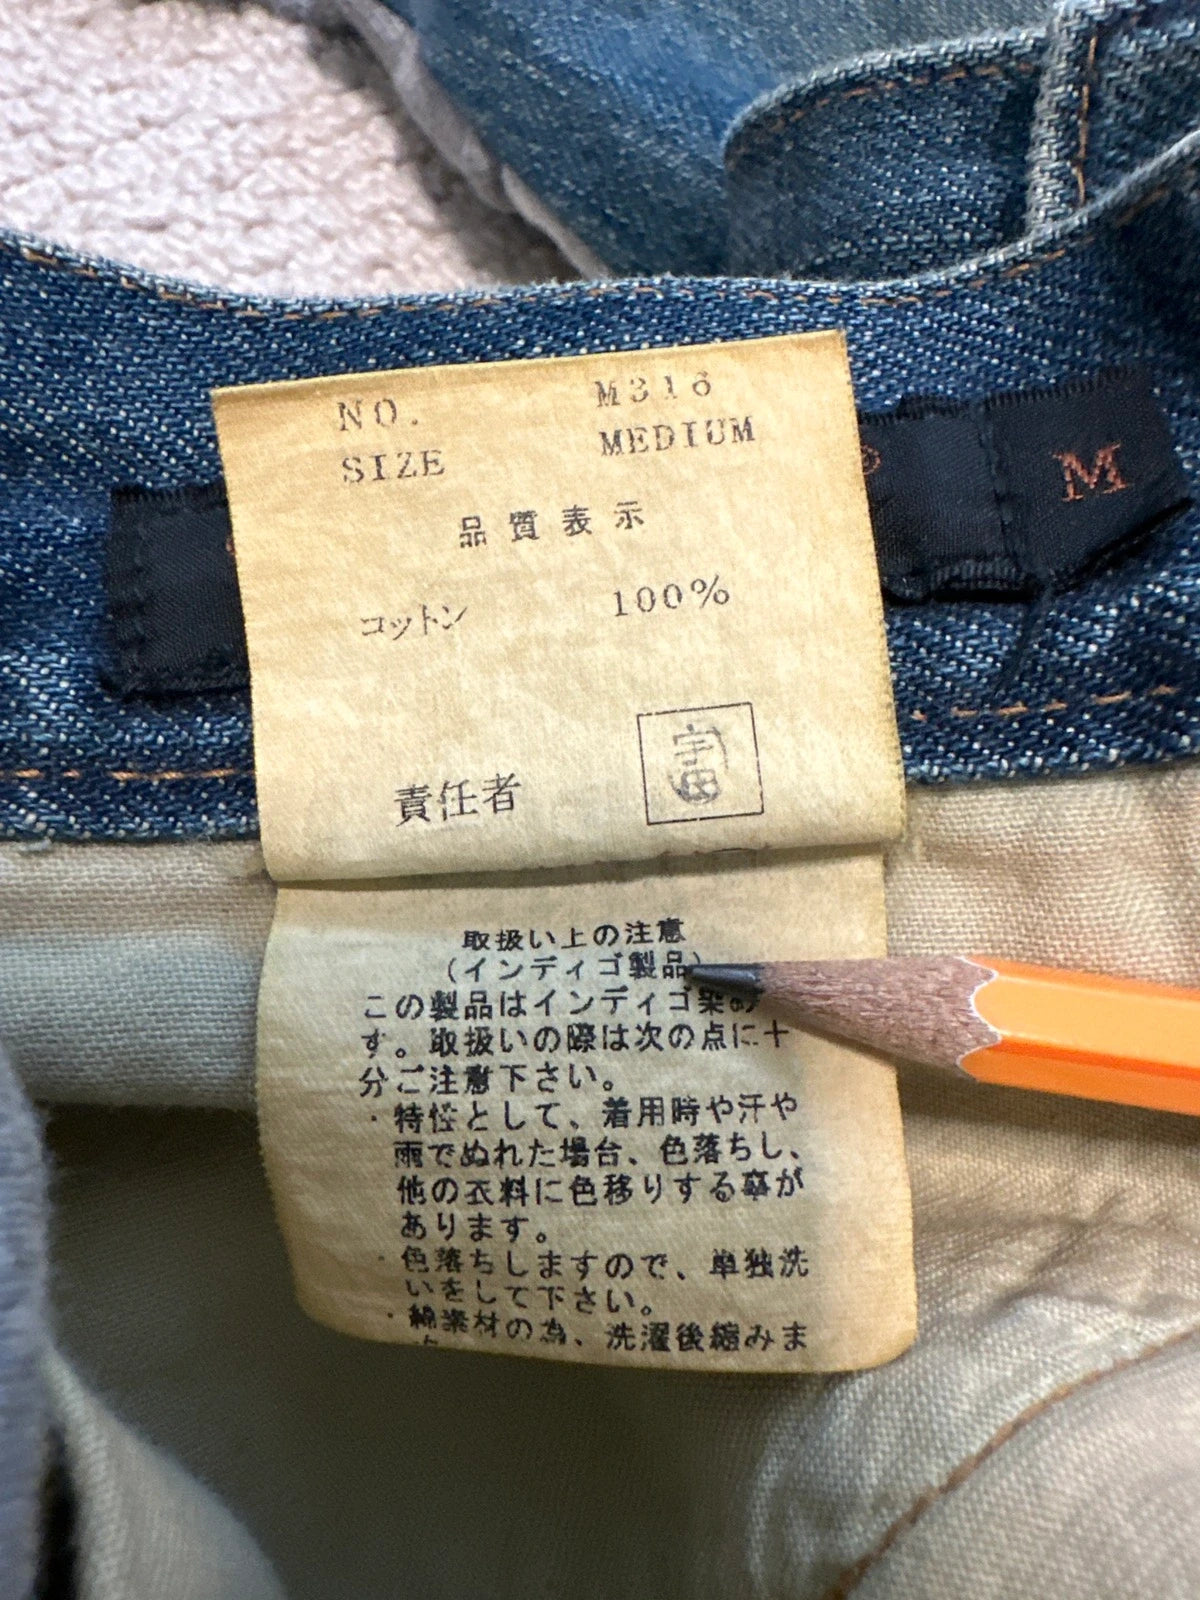 NO. M316
SIZE MEDIUM
品質表示
コットン 100%
責任者 富
取扱い上の注意
(インディゴ製品)
この製品はインディゴ染め
す。取扱いの際は次の点に十
分ご注意下さい。
・特性として、着用時や汗や
雨でぬれた場合、色落ちし、
他の衣料に色移りする事が
あります。
・色落ちしますので、単独洗
いをして下さい。
・綿素材の為、洗濯後縮みま
M